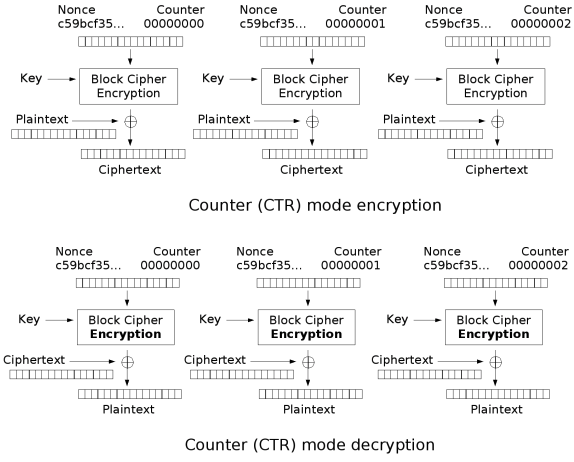 Nonce Counter Nonce Counter Nonce Counter
c59bcf35… 00000000 c59bcf35… 00000001 c59bcf35… 00000002
Key Block Cipher Encryption Key Block Cipher Encryption Key Block Cipher Encryption
Plaintext Plaintext Plaintext
Ciphertext Ciphertext Ciphertext
Counter (CTR) mode encryption
Nonce Counter Nonce Counter Nonce Counter
c59bcf35… 00000000 c59bcf35… 00000001 c59bcf35… 00000002
Key Block Cipher Encryption Key Block Cipher Encryption Key Block Cipher Encryption
Ciphertext Ciphertext Ciphertext
Plaintext Plaintext Plaintext
Counter (CTR) mode decryption